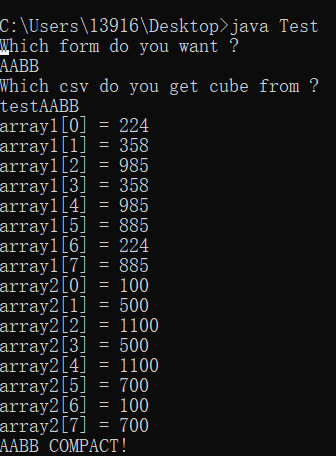 C:\Users\13916\Desktop>java Test
Which form do you want ?
AABB
Which csv do you get cube from ?
testAABB
array1[0] = 224
array1[1] = 358
array1[2] = 985
array1[3] = 358
array1[4] = 985
array1[5] = 885
array1[6] = 224
array1[7] = 885
array2[0] = 100
array2[1] = 500
array2[2] = 1100
array2[3] = 500
array2[4] = 1100
array2[5] = 700
array2[6] = 100
array2[7] = 700
AABB COMPACT!